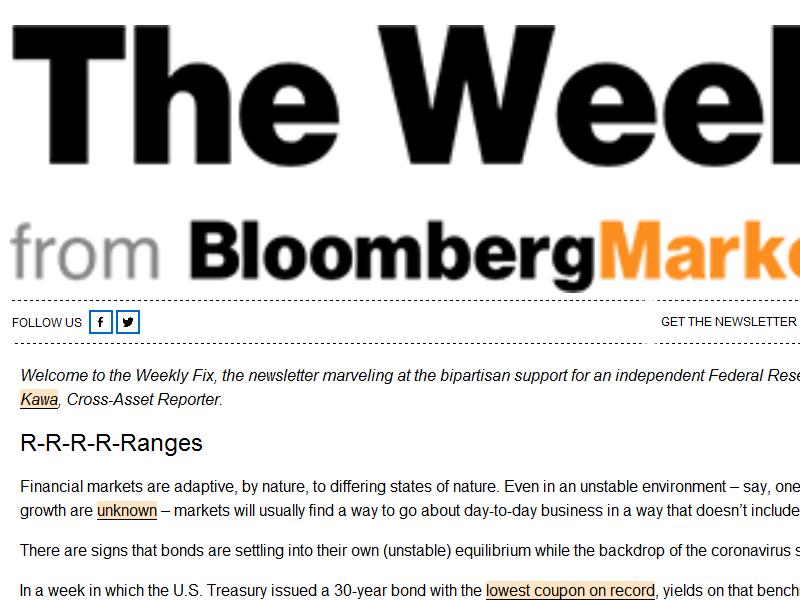 The Week
from BloombergMarke
FOLLOW US
GET THE NEWSLETTER
Welcome to the Weekly Fix, the newsletter marveling at the bipartisan support for an independent Federal Rese
Kawa, Cross-Asset Reporter.
R-R-R-R-Ranges
Financial markets are adaptive, by nature, to differing states of nature. Even in an unstable environment – say, one
growth are unknown – markets will usually find a way to go about day-to-day business in a way that doesn’t include
There are signs that bonds are settling into their own (unstable) equilibrium while the backdrop of the coronavirus s
In a week in which the U.S. Treasury issued a 30-year bond with the lowest coupon on record, yields on that bench